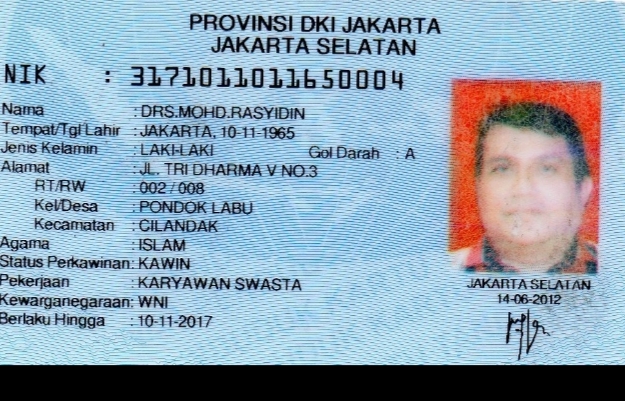 PROVINSI DKI JAKARTA
JAKARTA SELATAN
NIK : 3171011011650004
Nama : DRS.MOHD.RASYIDIN
Tempat/Tgl Lahir : JAKARTA, 10-11-1965
Jenis Kelamin : LAKI-LAKI Gol Darah : A
Alamat : JL. TRI DHARMA V NO.3
RT/RW : 002 / 008
Kel/Desa : PONDOK LABU
Kecamatan : CILANDAK
Agama : ISLAM
Status Perkawinan: KAWIN
Pekerjaan : KARYAWAN SWASTA
Kewarganegaraan: WNI
Berlaku Hingga : 10-11-2017
JAKARTA SELATAN
14-06-2012